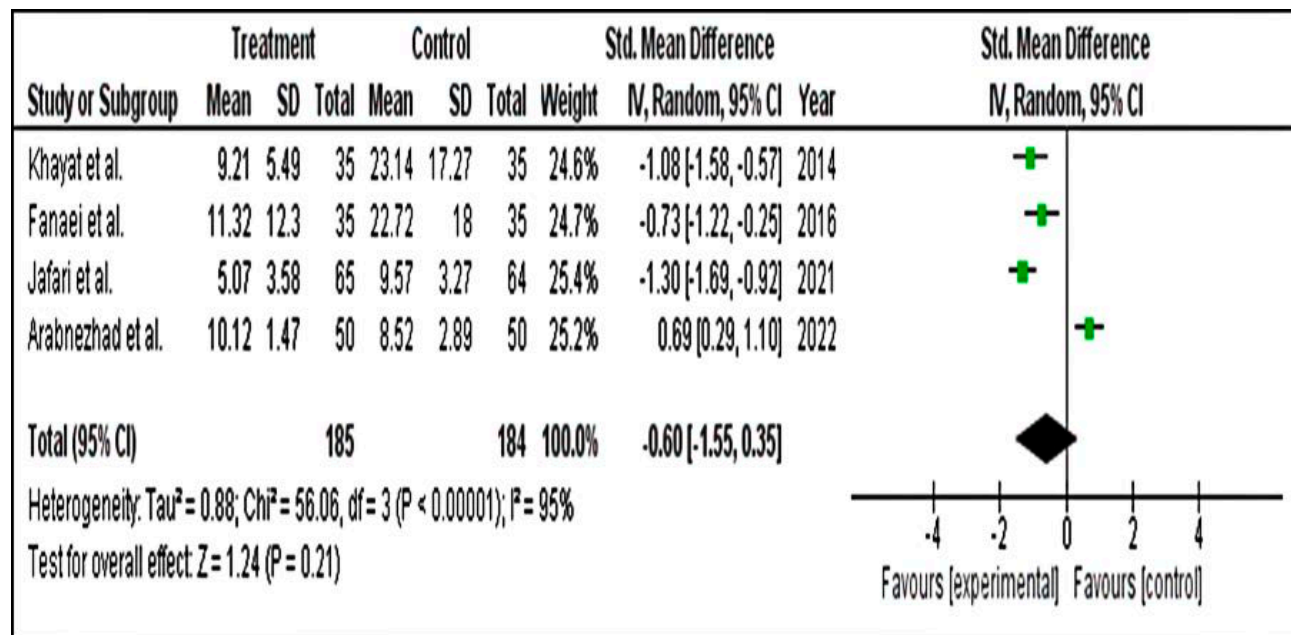 Treatment Control Std. Mean Difference Std. Mean Difference
Study or Subgroup Mean SD Total Mean SD Total Weight IV, Random, 95% CI Year IV, Random, 95% CI
Khayat et al. 9.21 5.49 35 23.14 17.27 35 24.6% -1.08 [-1.58, -0.57] 2014
Fanaei et al. 11.32 12.3 35 22.72 18 35 24.7% -0.73 [-1.22, -0.25] 2016
Jafari et al. 5.07 3.58 65 9.57 3.27 64 25.4% -1.30 [-1.69, -0.92] 2021
Arabnezhad et al. 10.12 1.47 50 8.52 2.89 50 25.2% 0.69 [0.29, 1.10] 2022
Total (95% CI) 185 184 100.0% -0.60 [-1.55, 0.35]
Heterogeneity: Tau² = 0.88; Chi² = 56.06, df = 3 (P < 0.00001); I² = 95%
Test for overall effect: Z = 1.24 (P = 0.21)
-4 -2 0 2 4
Favours [experimental] Favours [control]